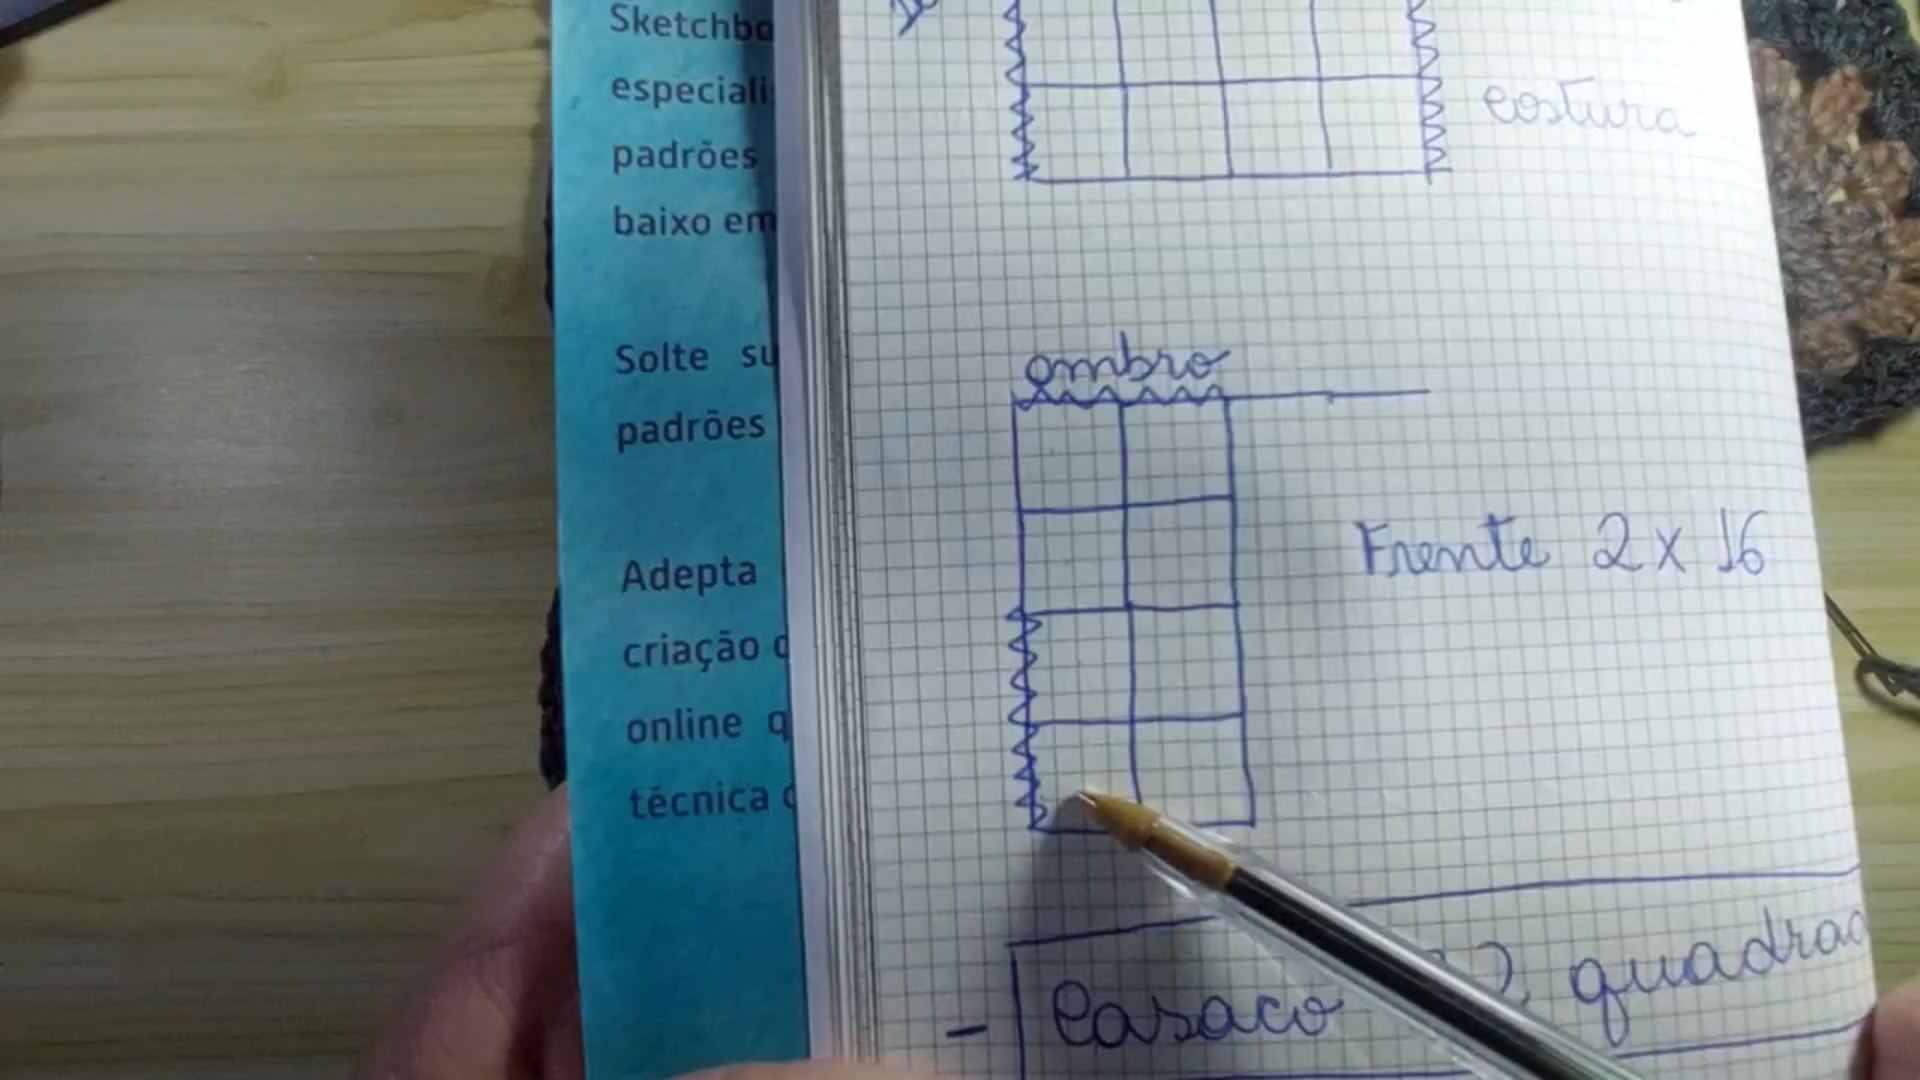 Sketchbo
especiali
padrões
baixo em
Solte su
padrões
Adepta
criação
online q
técnica
costura
ombro
Frente 2 x 16
- Casaco
2 quadrad